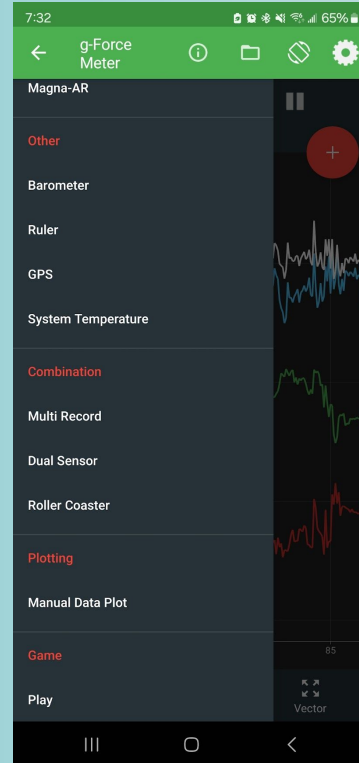 7:32
65%
g-Force
Meter
Magna-AR
Other
Barometer
Ruler
GPS
System Temperature
Combination
Multi Record
Dual Sensor
Roller Coaster
Plotting
Manual Data Plot
Game
Play
85
Vector